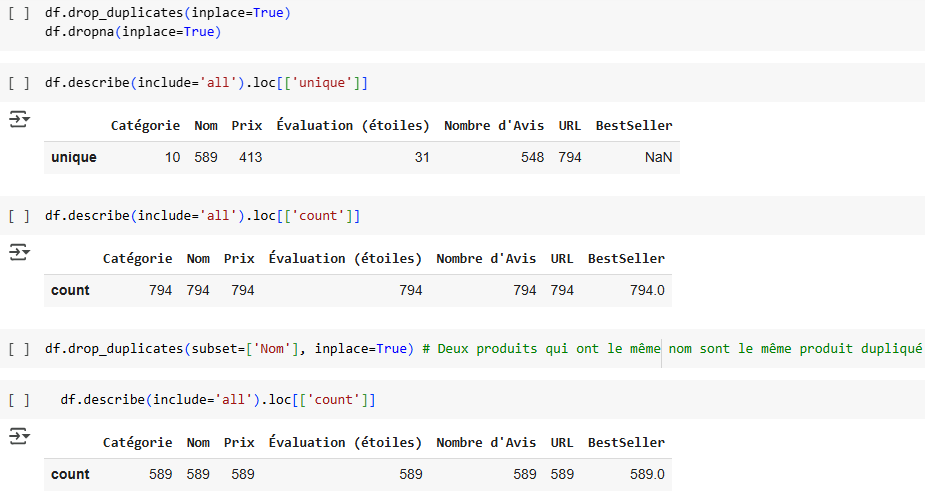 [ ] df.drop_duplicates(inplace=True)
df.dropna(inplace=True)
[ ] df.describe(include='all').loc[['unique']]
Catégorie Nom Prix Évaluation (étoiles) Nombre d'Avis URL BestSeller
unique 10 589 413 31 548 794 NaN
[ ] df.describe(include='all').loc[['count']]
Catégorie Nom Prix Évaluation (étoiles) Nombre d'Avis URL BestSeller
count 794 794 794 794 794 794 794.0
[ ] df.drop_duplicates(subset=['Nom'], inplace=True) # Deux produits qui ont le même nom sont le même produit dupliqué
[ ] df.describe(include='all').loc[['count']]
Catégorie Nom Prix Évaluation (étoiles) Nombre d'Avis URL BestSeller
count 589 589 589 589 589 589 589.0